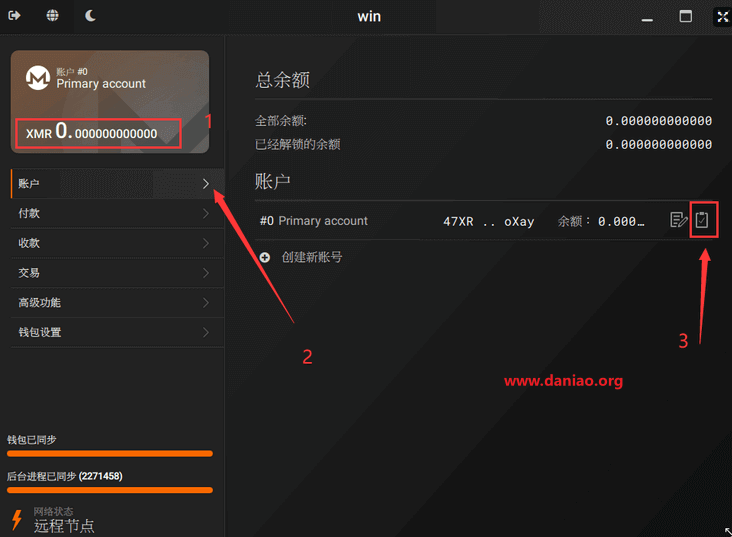 win
账户 #0
Primary account
XMR 0.000000000000
1
账户
付款
收款
交易
高级功能
钱包设置
2
钱包已同步
后台进程已同步 (2271458)
网络状态
远程节点
总余额
全部余额: 0.000000000000
已经解锁的余额 0.000000000000
账户
#0 Primary account 47XR .. oXay 余额：0.000…
创建新账号
3
www.daniao.org